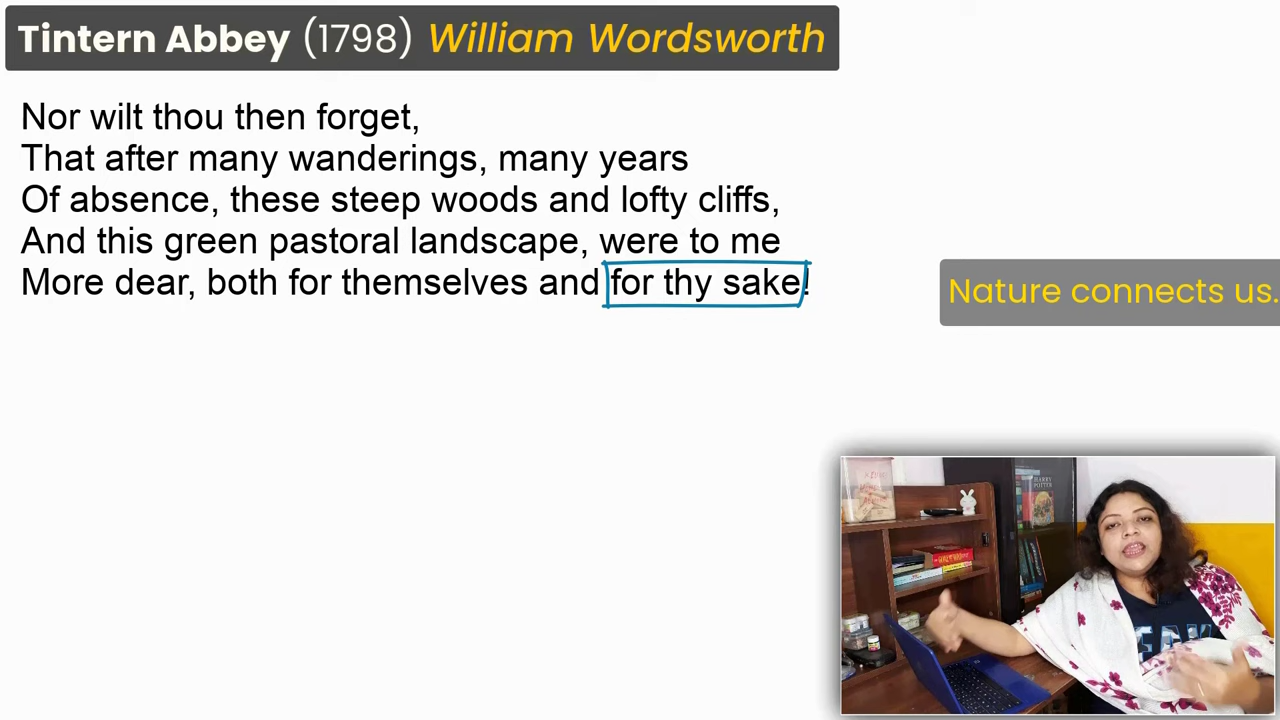 Tintern Abbey (1798) William Wordsworth
Nor wilt thou then forget,
That after many wanderings, many years
Of absence, these steep woods and lofty cliffs,
And this green pastoral landscape, were to me
More dear, both for themselves and for thy sake!
Nature connects us.
HARRY
POTTER